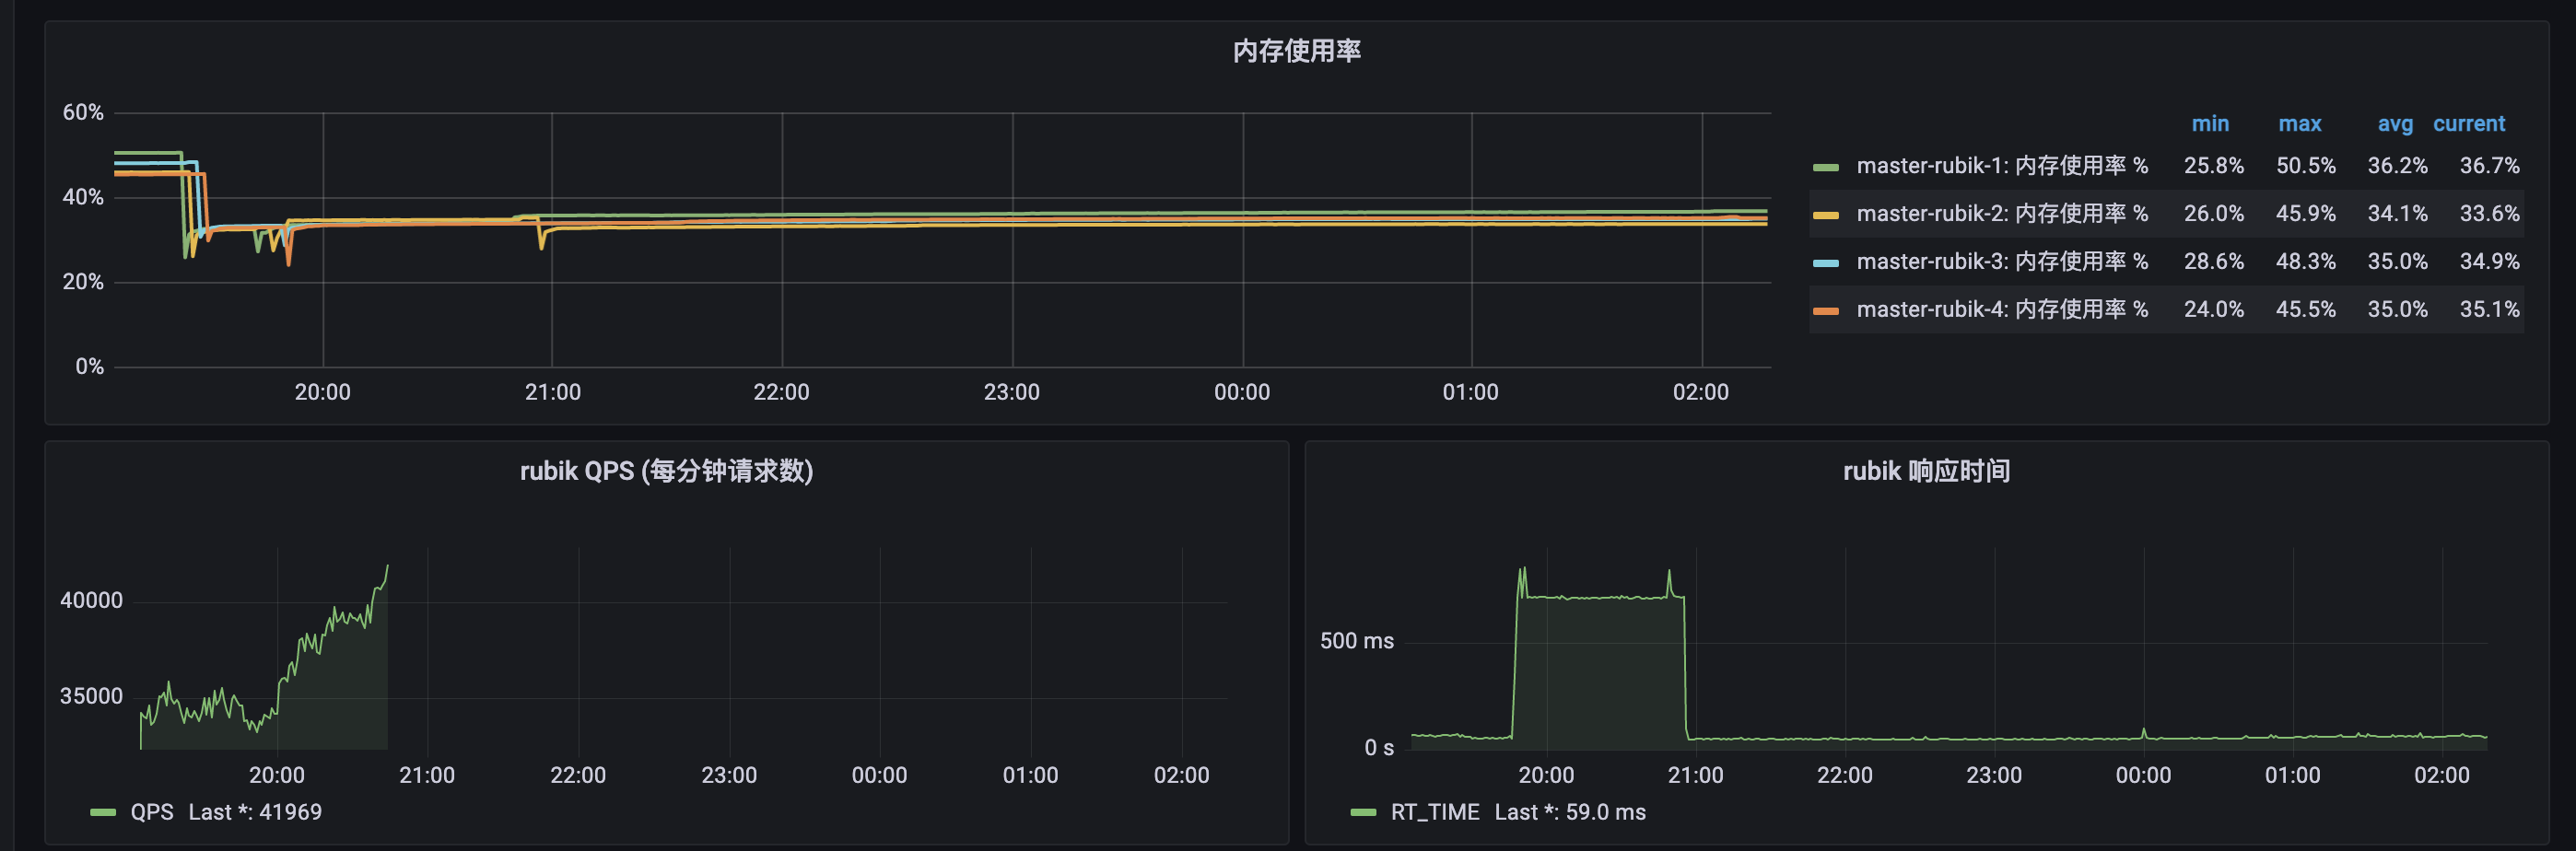 内存使用率
60%
40%
20%
0%
20:00 21:00 22:00 23:00 00:00 01:00 02:00
min max avg current
master-rubik-1: 内存使用率 % 25.8% 50.5% 36.2% 36.7%
master-rubik-2: 内存使用率 % 26.0% 45.9% 34.1% 33.6%
master-rubik-3: 内存使用率 % 28.6% 48.3% 35.0% 34.9%
master-rubik-4: 内存使用率 % 24.0% 45.5% 35.0% 35.1%
rubik QPS (每分钟请求数)
40000
35000
20:00 21:00 22:00 23:00 00:00 01:00 02:00
QPS Last *: 41969
rubik 响应时间
500 ms
0 s
20:00 21:00 22:00 23:00 00:00 01:00 02:00
RT_TIME Last *: 59.0 ms